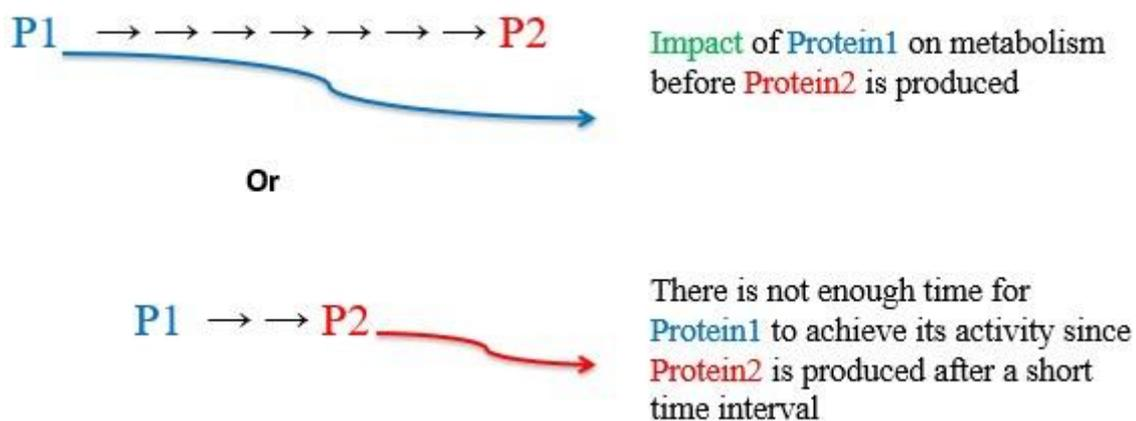 P1 → → → → → → → P2
Impact of Protein1 on metabolism
before Protein2 is produced
Or
P1 → → P2
There is not enough time for
Protein1 to achieve its activity since
Protein2 is produced after a short
time interval